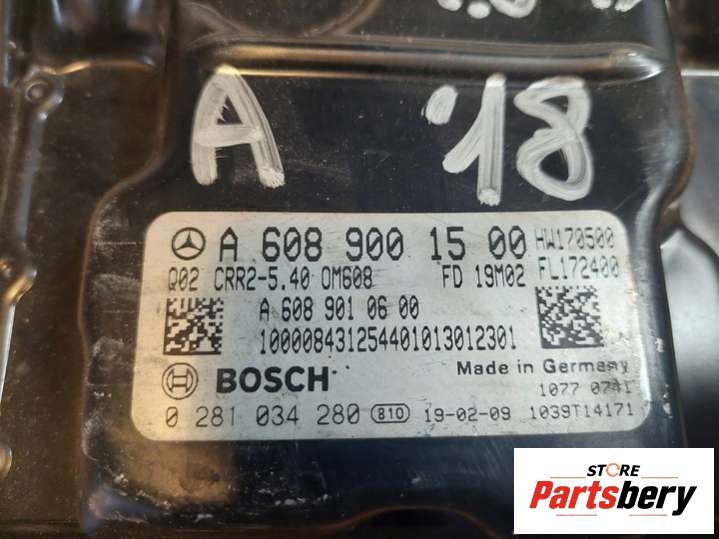 A '18
A 608 900 15 00 HW170500
Q02 CRR2-5.40 OM608 FD 19M02 FL172400
A 608 901 06 00
100008431254401013012301
BOSCH Made in Germany
1077 0741
0 281 034 280 810 19-02-09 1039T14171
STORE
Partsbery